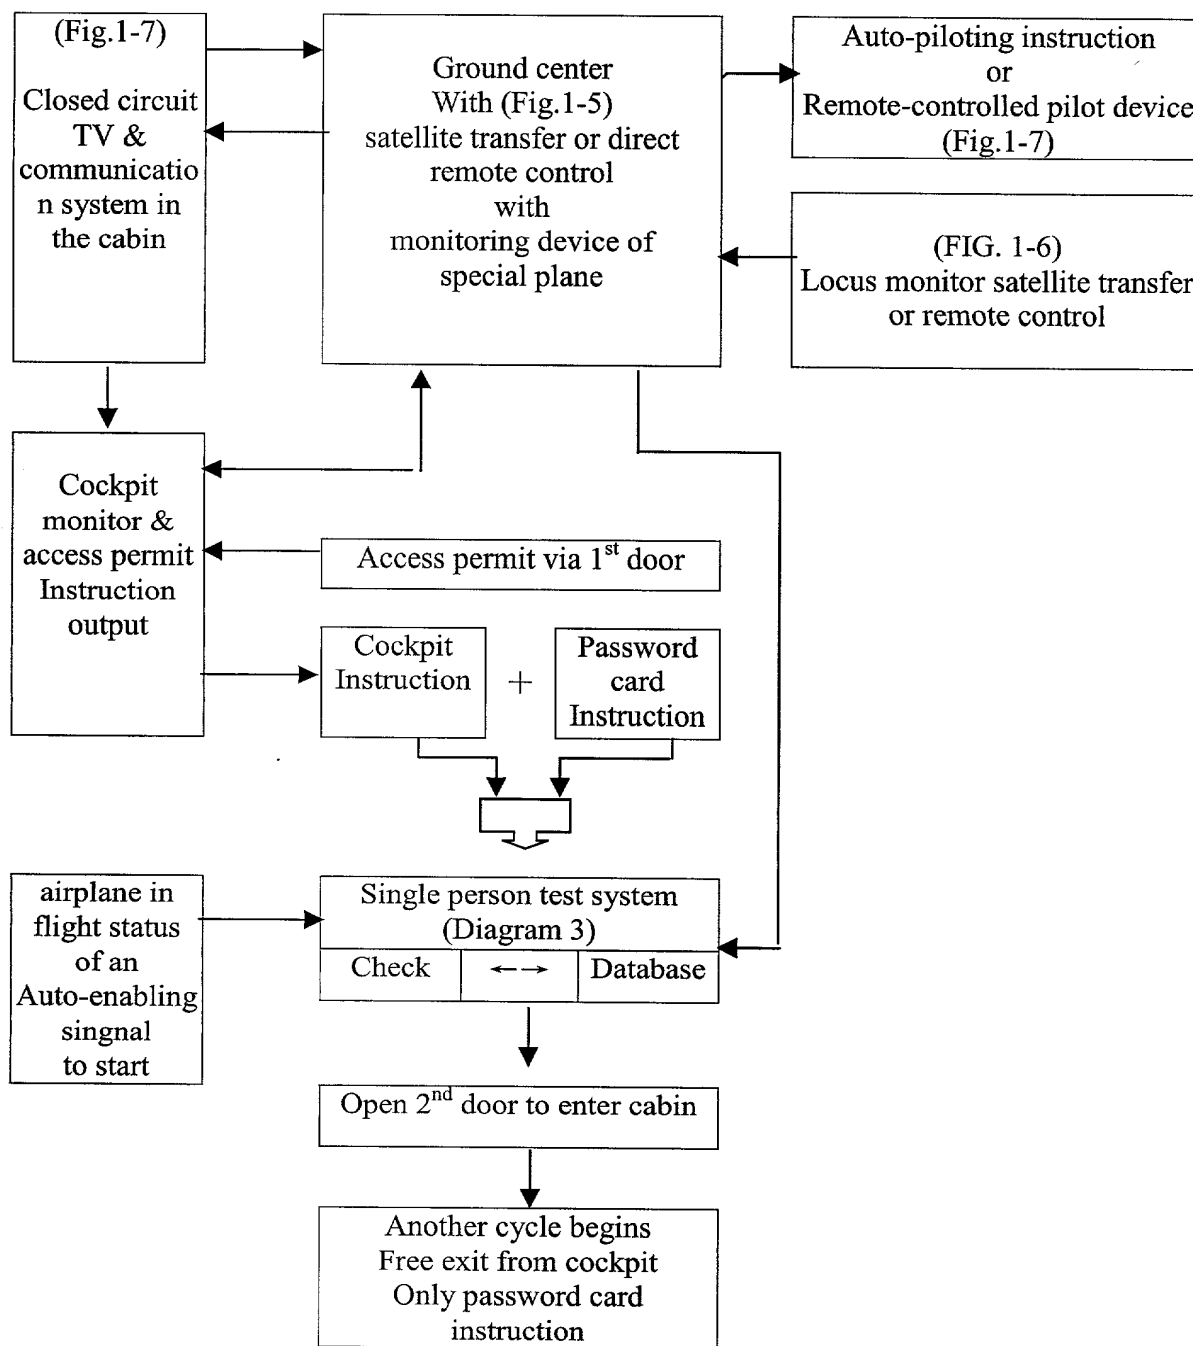 (Fig.1-7)
Closed circuit
TV &
communicatio
n system in
the cabin
Ground center
With (Fig.1-5)
satellite transfer or direct
remote control
with
monitoring device of
special plane
Auto-piloting instruction
or
Remote-controlled pilot device
(Fig.1-7)
(FIG. 1-6)
Locus monitor satellite transfer
or remote control
Cockpit
monitor &
access permit
Instruction
output
Access permit via 1st door
Cockpit
Instruction
+
Password
card
Instruction
airplane in
flight status
of an
Auto-enabling
singnal
to start
Single person test system
(Diagram 3)
Check ←→ Database
Open 2nd door to enter cabin
Another cycle begins
Free exit from cockpit
Only password card
instruction